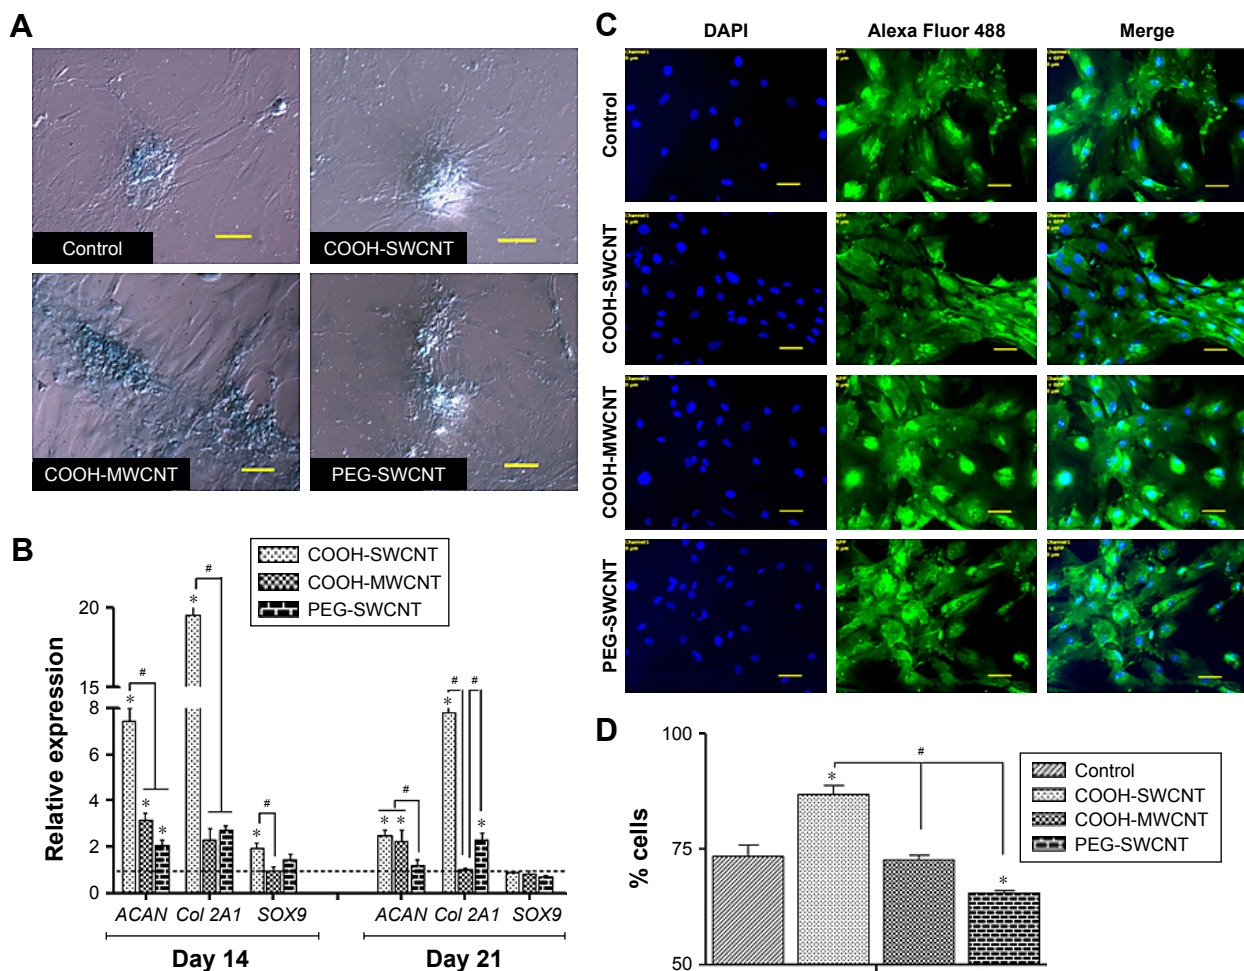 A
Control
COOH-SWCNT
COOH-MWCNT
PEG-SWCNT
B
COOH-SWCNT
COOH-MWCNT
PEG-SWCNT
Relative expression
20
15
8
6
4
2
0
#
*
*
*
#
*
#
*
#
*
*
#
*
#
*
ACAN
Col 2A1
SOX9
ACAN
Col 2A1
SOX9
Day 14
Day 21
C
DAPI
Alexa Fluor 488
Merge
Control
COOH-SWCNT
COOH-MWCNT
PEG-SWCNT
D
% cells
100
75
50
*
#
*
Control
COOH-SWCNT
COOH-MWCNT
PEG-SWCNT